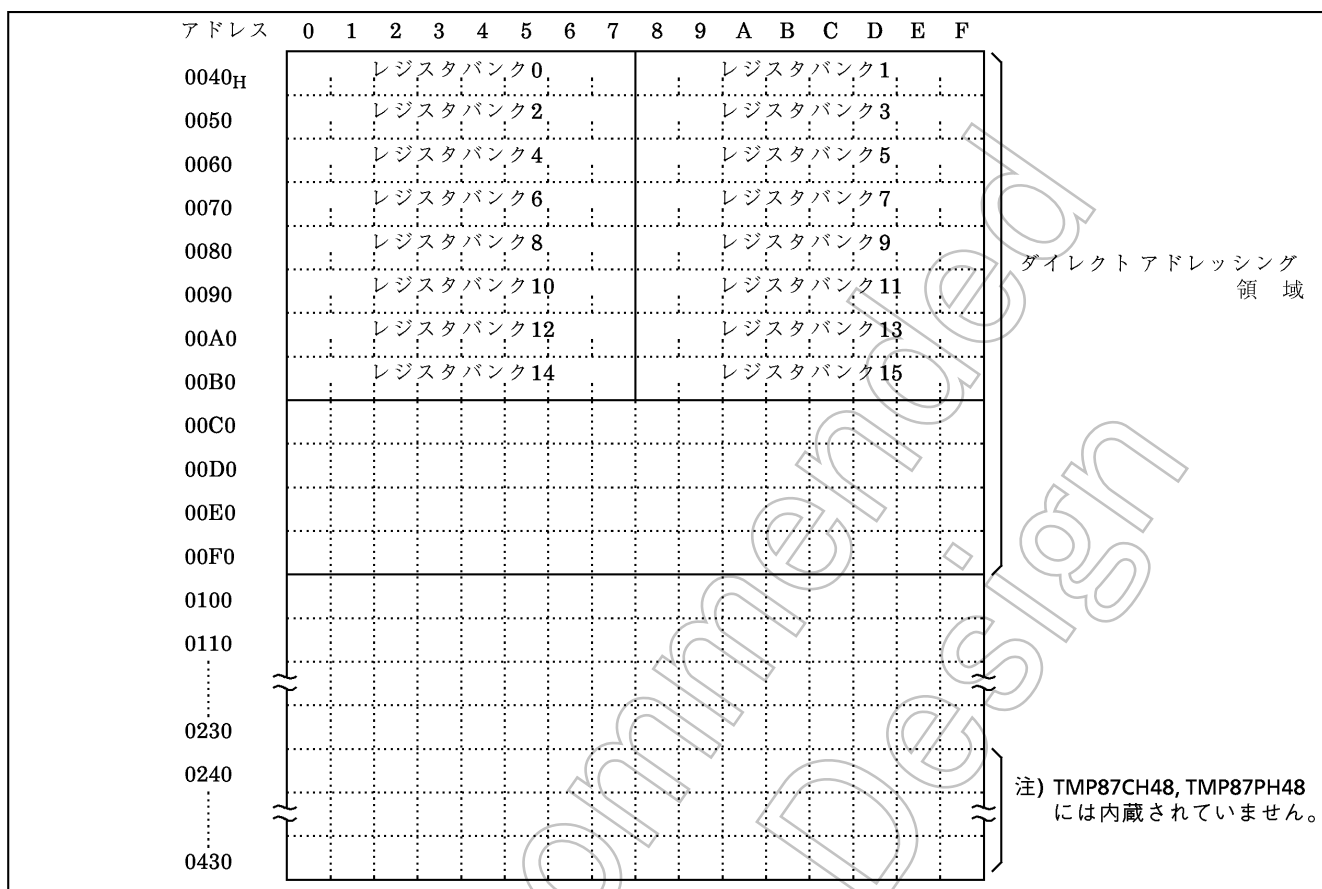 アドレス 0 1 2 3 4 5 6 7 8 9 A B C D E F
0040H レジスタバンク0 レジスタバンク1
0050 レジスタバンク2 レジスタバンク3
0060 レジスタバンク4 レジスタバンク5
0070 レジスタバンク6 レジスタバンク7
0080 レジスタバンク8 レジスタバンク9
0090 レジスタバンク10 レジスタバンク11
00A0 レジスタバンク12 レジスタバンク13
00B0 レジスタバンク14 レジスタバンク15
00C0
00D0
00E0
00F0
ダイレクト アドレッシング
領 域
0100
0110
0230
0240
0430
注) TMP87CH48, TMP87PH48
には内蔵されていません。
ommended
Design